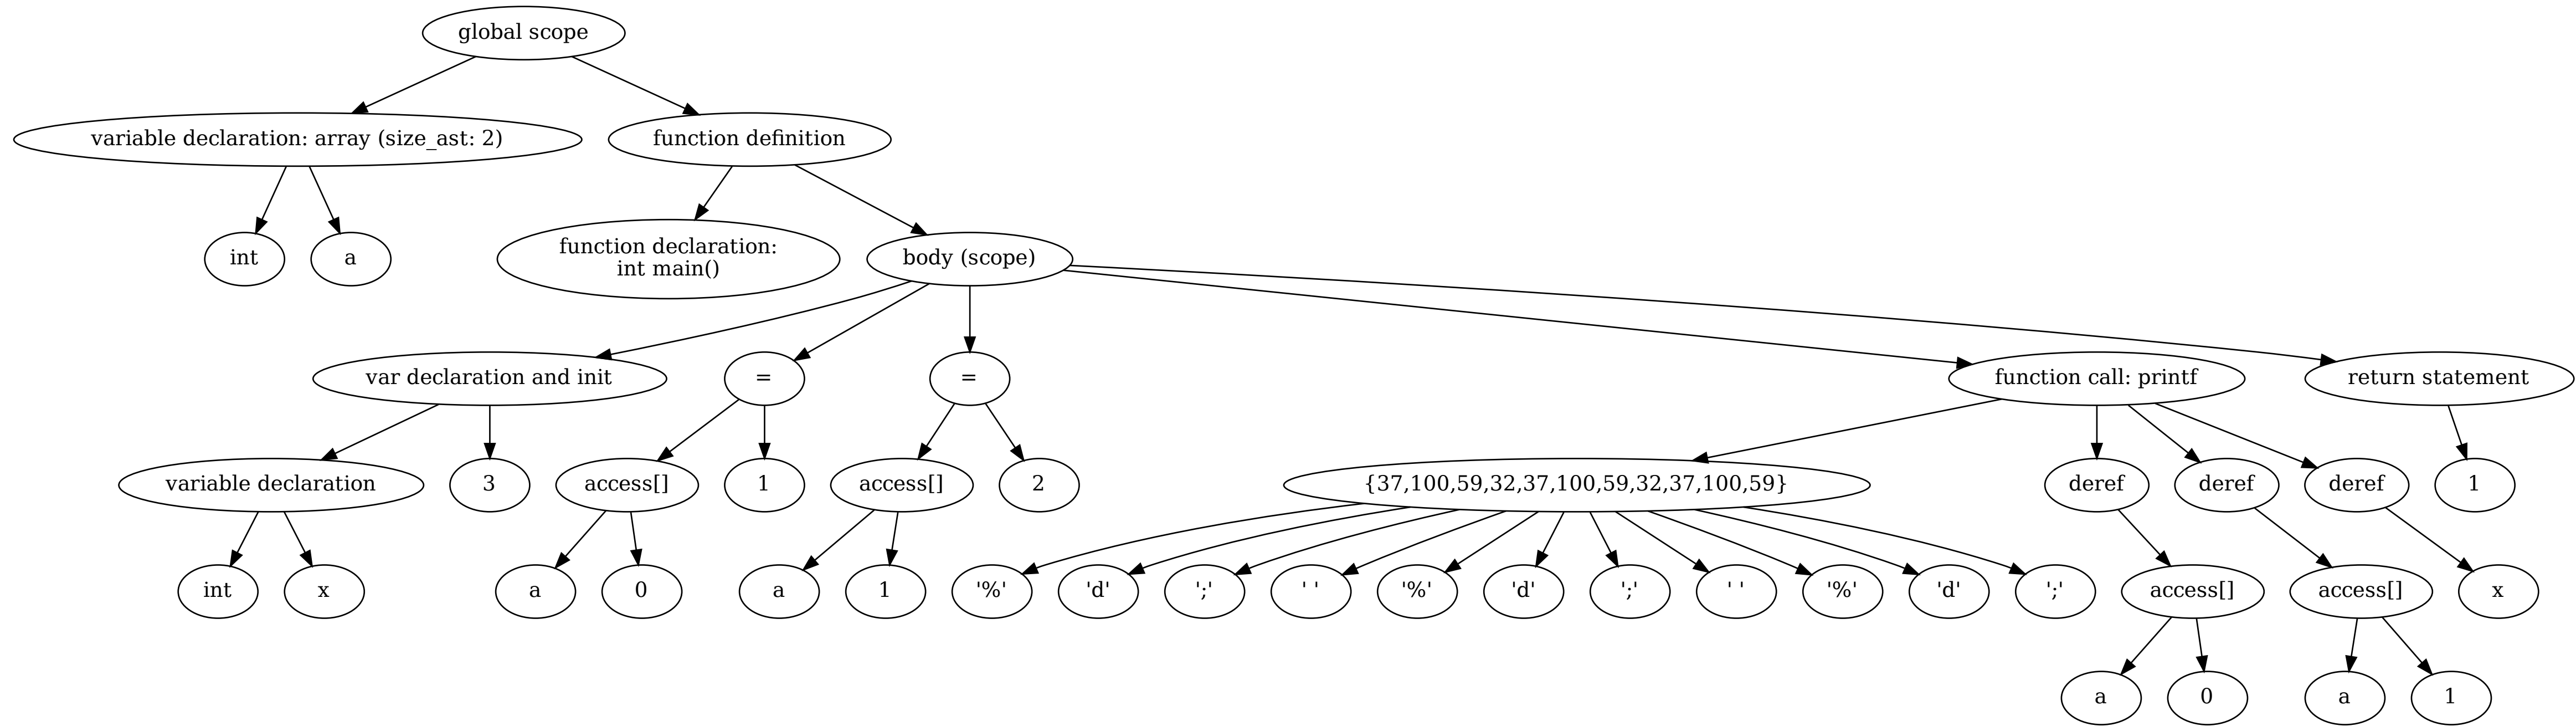 global scope
variable declaration: array (size_ast: 2)
function definition
int
a
function declaration:
int main()
body (scope)
var declaration and init
=
=
function call: printf
return statement
variable declaration
3
access[]
1
access[]
2
{37,100,59,32,37,100,59,32,37,100,59}
deref
deref
deref
1
int
x
a
0
a
1
'%'
'd'
';'
' '
'%'
'd'
';'
' '
'%'
'd'
';'
access[]
access[]
x
a
0
a
1